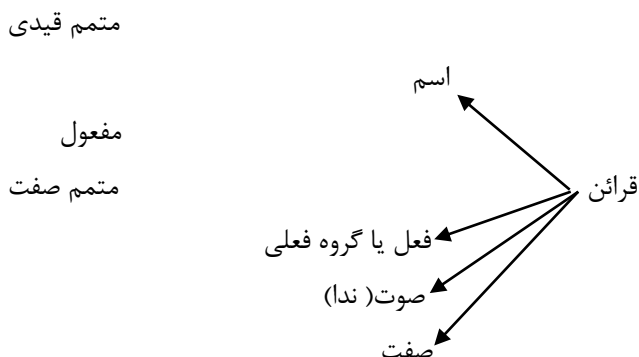 متمم قیدی
اسم
مفعول
قرائن
متمم صفت
فعل یا گروه فعلی
صوت( ندا)
صفت